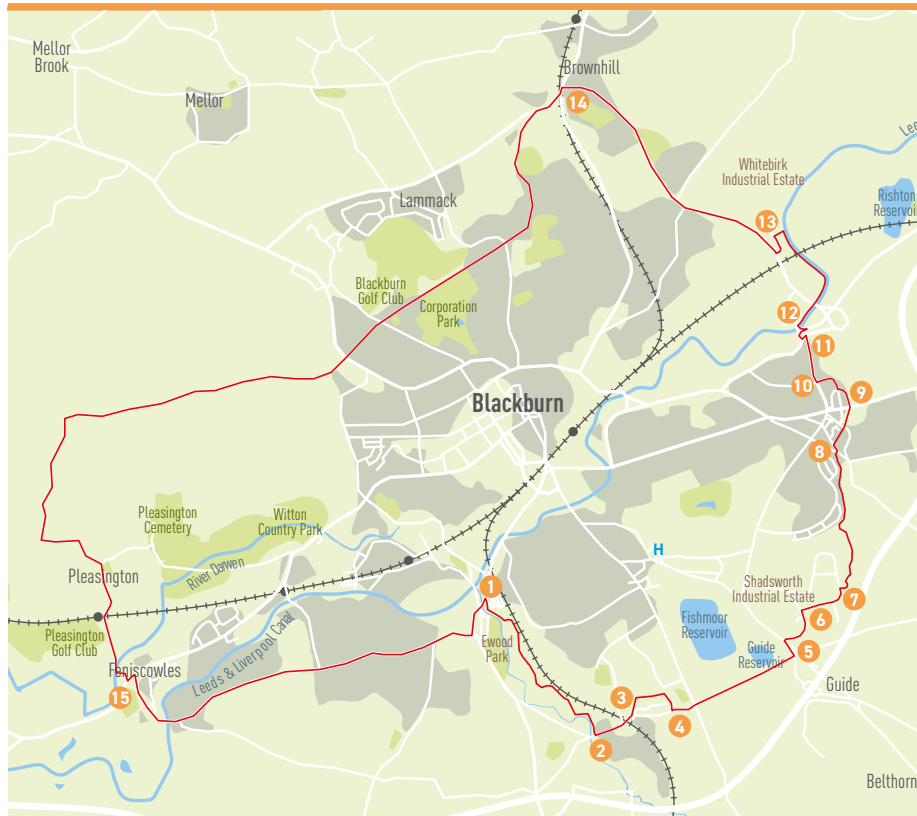 Mellor
Brook
Mellor
Brownhill
14
Lee
Whitebirk
Industrial Estate
Rishton
Reservoir
Lammack
13
Blackburn
Golf Club
Corporation
Park
12
11
10
9
Blackburn
8
Pleasington
Cemetery
Witton
Country Park
River Darwen
H
Pleasington
1
Shadsworth
Industrial Estate
7
6
Fishmoor
Reservoir
Pleasington
Golf Club
Ewood
Park
Guide
Reservoir
5
Feniscowles
Leeds & Liverpool Canal
Guide
15
3
4
2
Belthorn